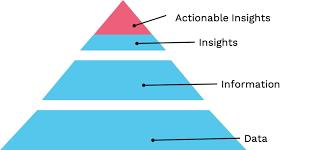 Actionable Insights
Insights
Information
Data